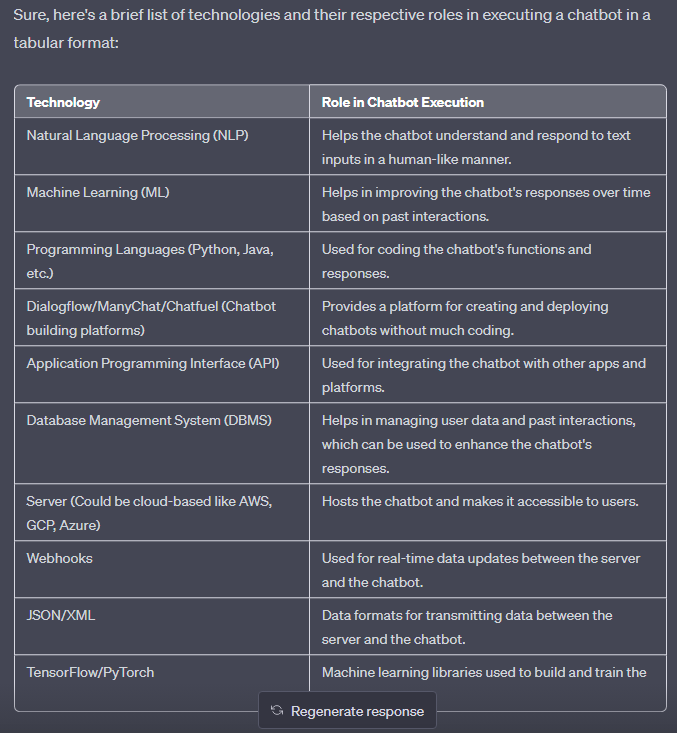 Sure, here's a brief list of technologies and their respective roles in executing a chatbot in a
tabular format:
Technology
Role in Chatbot Execution
Natural Language Processing (NLP)
Helps the chatbot understand and respond to text
inputs in a human-like manner.
Machine Learning (ML)
Helps in improving the chatbot's responses over time
based on past interactions.
Programming Languages (Python, Java,
etc.)
Used for coding the chatbot's functions and
responses.
Dialogflow/ManyChat/Chatfuel (Chatbot
building platforms)
Provides a platform for creating and deploying
chatbots without much coding.
Application Programming Interface (API)
Used for integrating the chatbot with other apps and
platforms.
Database Management System (DBMS)
Helps in managing user data and past interactions,
which can be used to enhance the chatbot's
responses.
Server (Could be cloud-based like AWS,
GCP, Azure)
Hosts the chatbot and makes it accessible to users.
Webhooks
Used for real-time data updates between the server
and the chatbot.
JSON/XML
Data formats for transmitting data between the
server and the chatbot.
TensorFlow/PyTorch
Machine learning libraries used to build and train the
Regenerate response